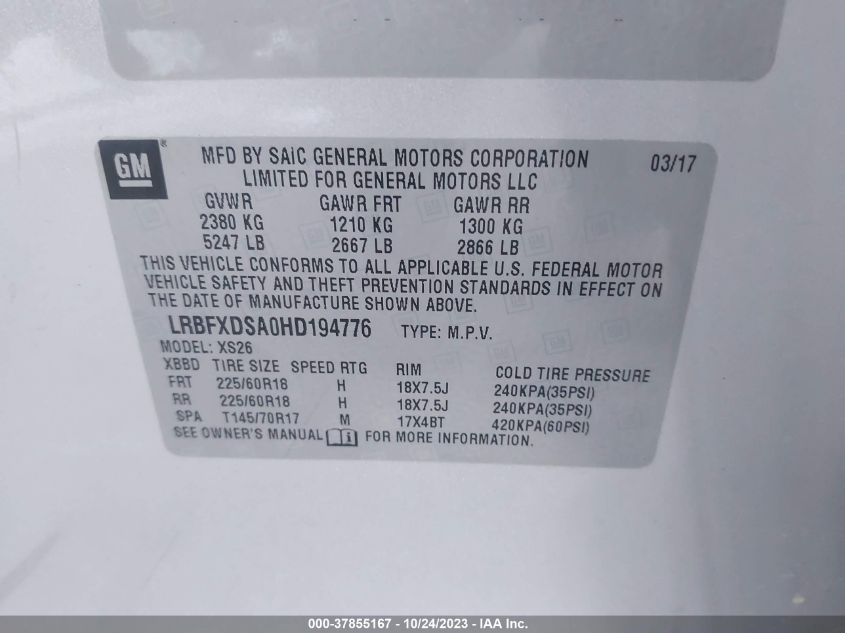 GM
MFD BY SAIC GENERAL MOTORS CORPORATION 03/17
LIMITED FOR GENERAL MOTORS LLC
GVWR GAWR FRT GAWR RR
2380 KG 1210 KG 1300 KG
5247 LB 2667 LB 2866 LB
THIS VEHICLE CONFORMS TO ALL APPLICABLE U.S. FEDERAL MOTOR
VEHICLE SAFETY AND THEFT PREVENTION STANDARDS IN EFFECT ON
THE DATE OF MANUFACTURE SHOWN ABOVE.
LRBFXDSA0HD194776 TYPE: M.P.V.
MODEL: XS26
XBBD TIRE SIZE SPEED RTG RIM COLD TIRE PRESSURE
FRT 225/60R18 H 18X7.5J 240KPA(35PSI)
RR 225/60R18 H 18X7.5J 240KPA(35PSI)
SPA T145/70R17 M 17X4BT 420KPA(60PSI)
SEE OWNER'S MANUAL FOR MORE INFORMATION.
000-37855167 - 10/24/2023 - IAA Inc.